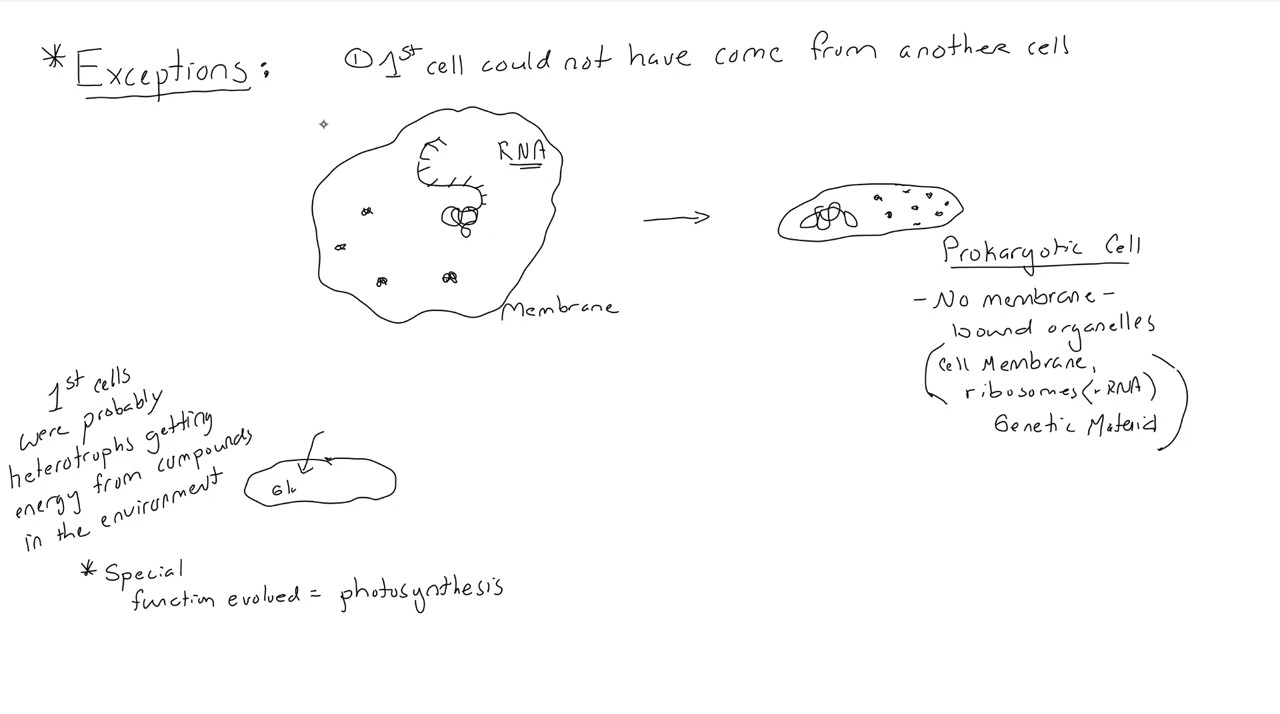 * Exceptions: ① 1st cell could not have come from another cell
RNA
Membrane
Prokaryotic Cell
- No membrane-
bound organelles
(Cell Membrane,
ribosomes (rRNA)
Genetic Material)
1st cells
were probably
heterotrophs getting
energy from compounds
in the environment
Glu
* Special
function evolved = photosynthesis